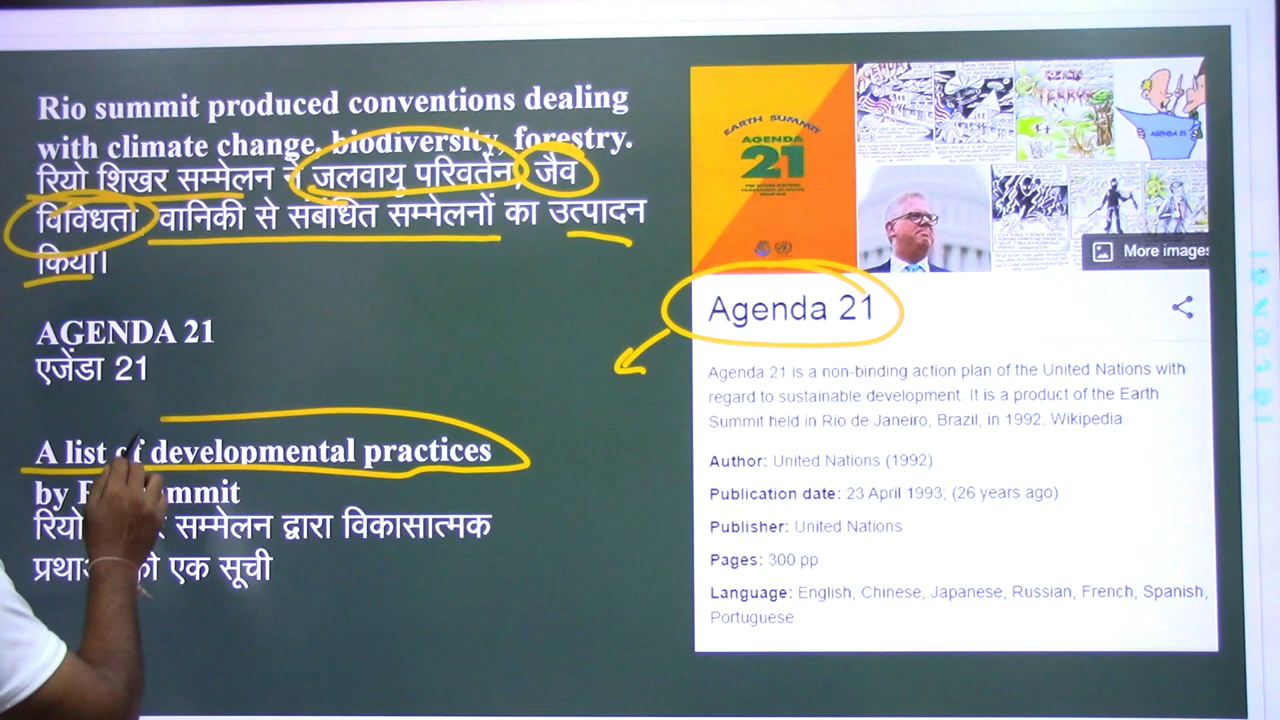 Rio summit produced conventions dealing
with climate change, biodiversity, forestry.
रियो शिखर सम्मेलन ने जलवायु परिवर्तन, जैव
विविधता वानिकी से संबंधित सम्मेलनों का उत्पादन
किया।
AGENDA 21
एजेंडा 21
A list of developmental practices
by
रियो सम्मेलन द्वारा विकासात्मक
एक सूची
EARTH SUMMIT
AGENDA
21
AGENDA 21
More images
Agenda 21
Agenda 21 is a non-binding action plan of the United Nations with
regard to sustainable development. It is a product of the Earth
Summit held in Rio de Janeiro, Brazil, in 1992. Wikipedia
Author: United Nations (1992)
Publication date: 23 April 1993; (26 years ago)
Publisher: United Nations
Pages: 300 pp
Language: English, Chinese, Japanese, Russian, French, Spanish,
Portuguese